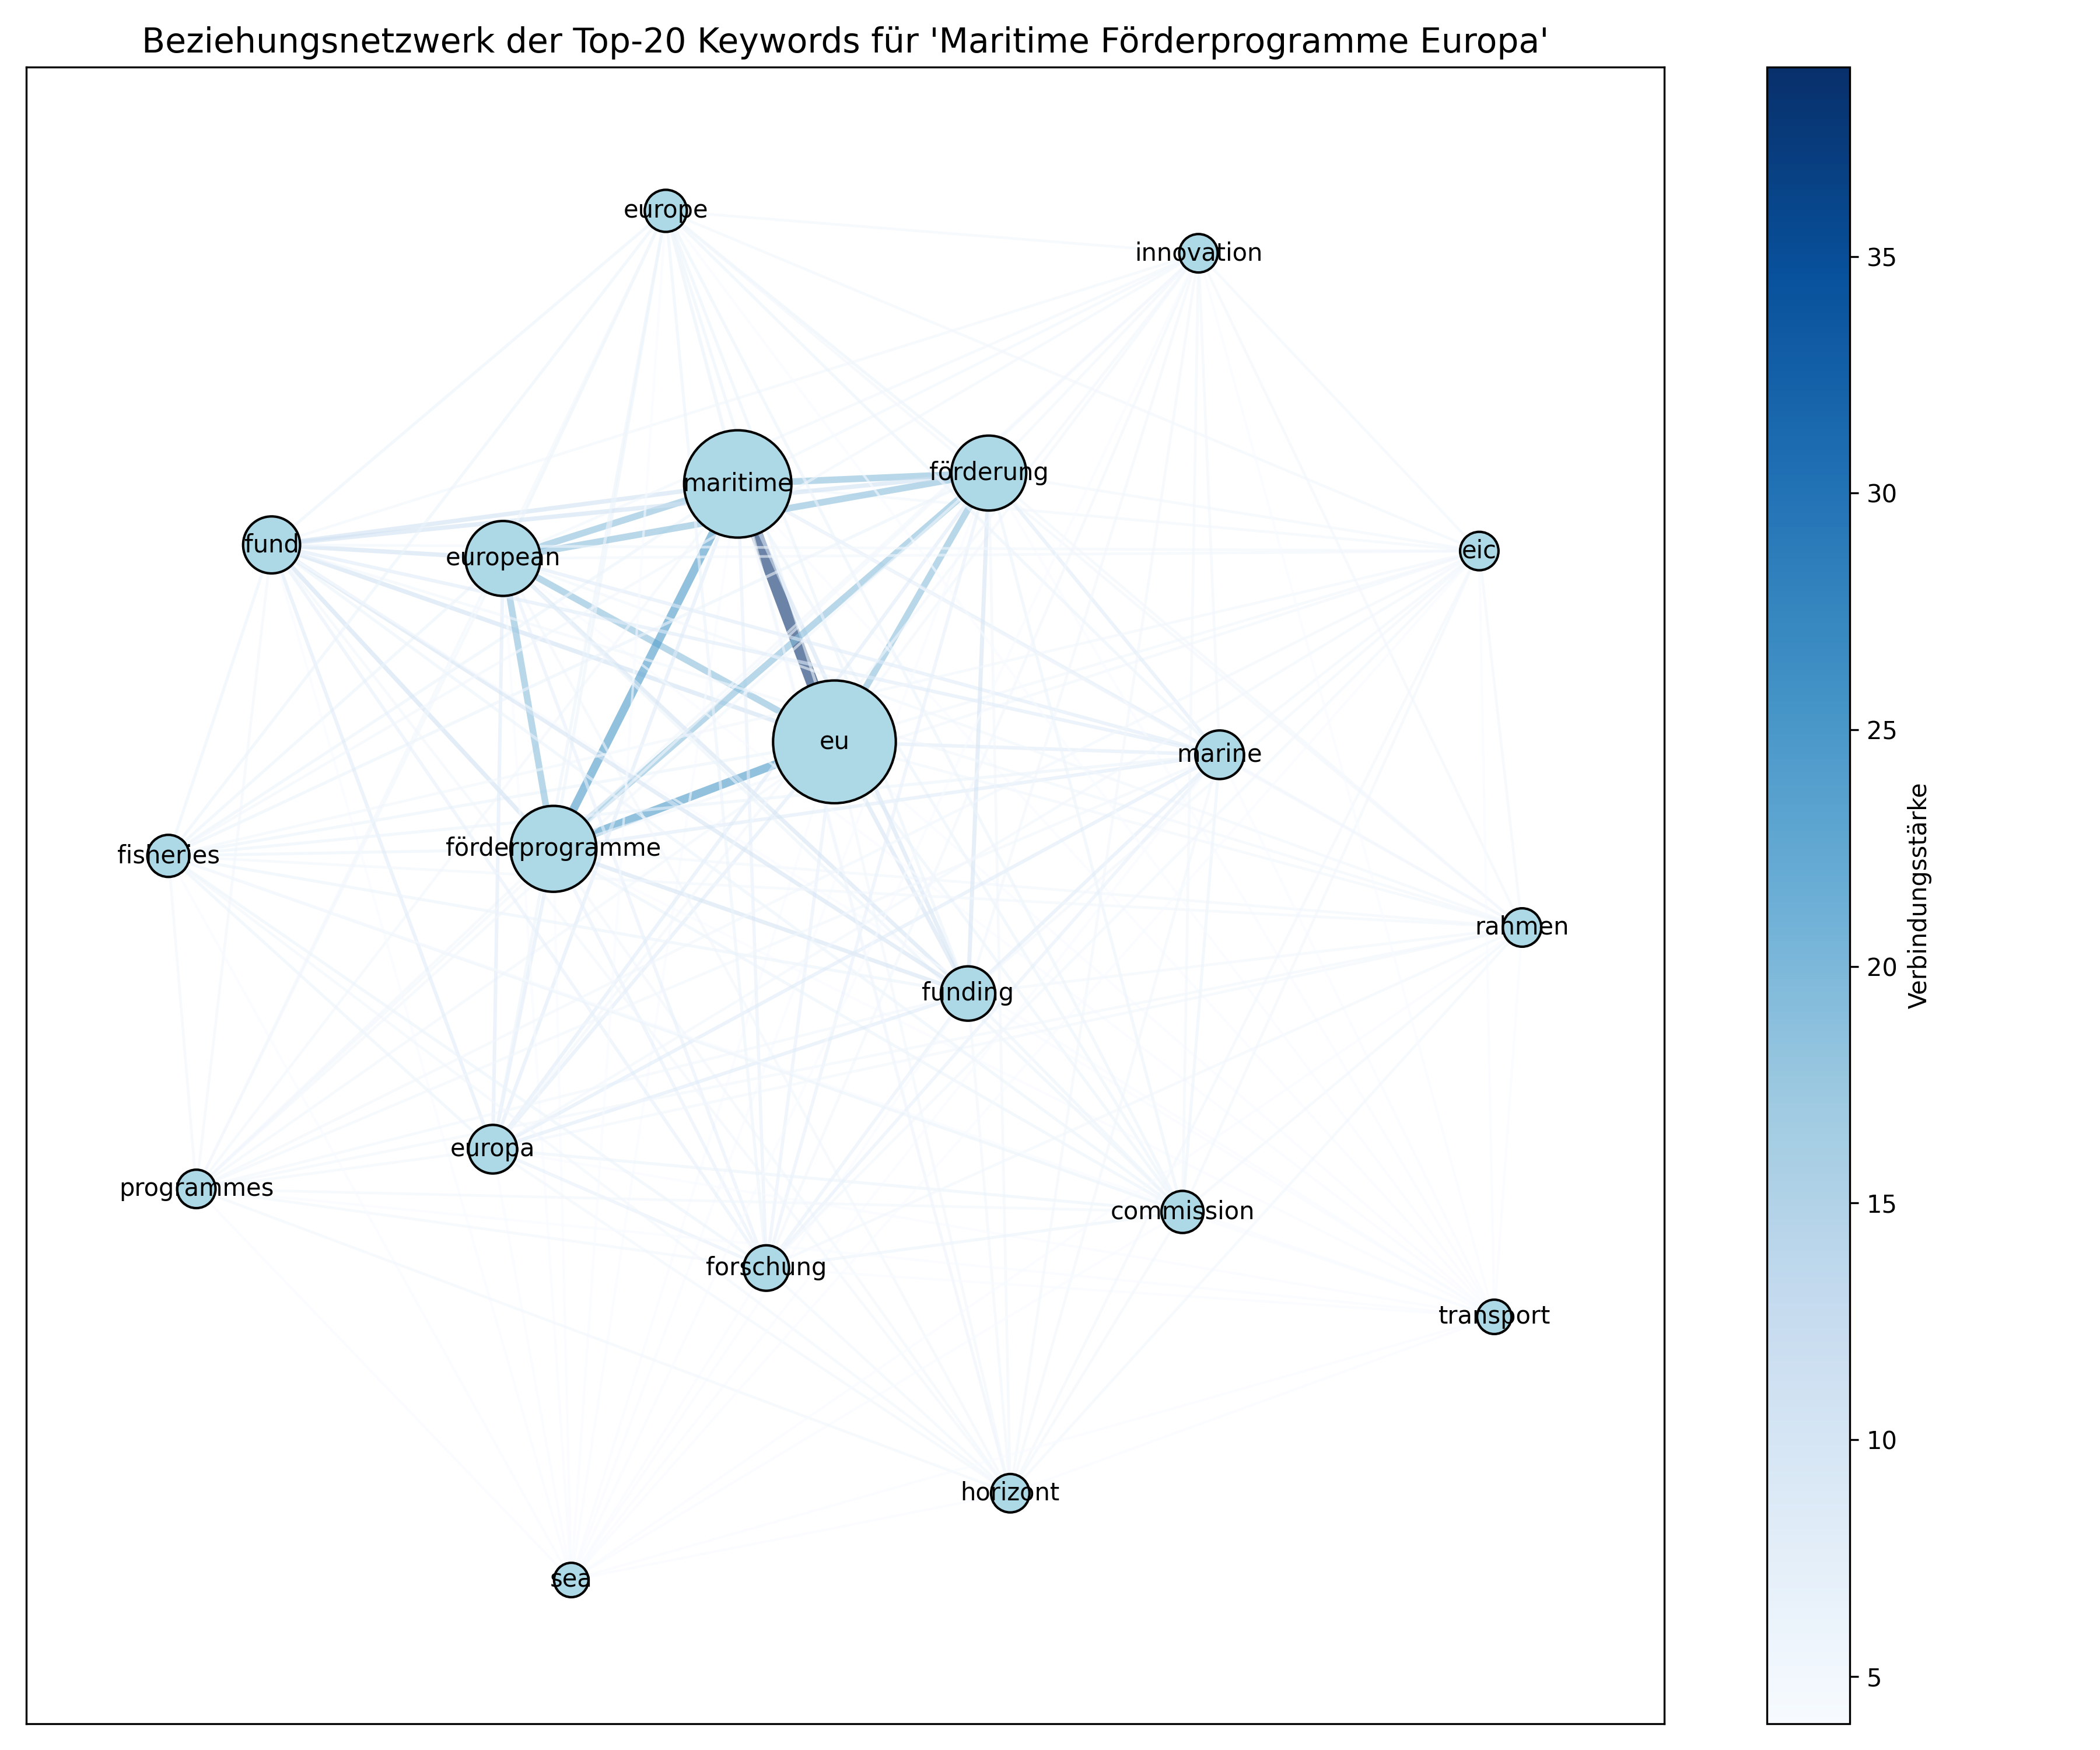 Beziehungsnetzwerk der Top-20 Keywords für 'Maritime Förderprogramme Europa'
europe
innovation
maritime
förderung
fund
european
eic
eu
marine
fisheries
förderprogramme
rahmen
funding
europa
programmes
commission
forschung
transport
horizont
sea
35
30
25
20
15
10
5
Verbindungsstärke